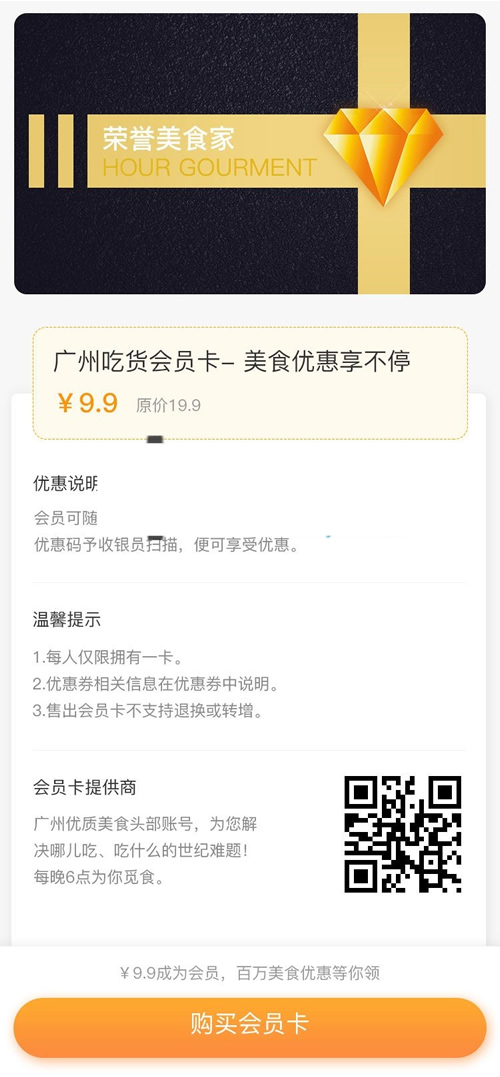 荣誉美食家
HOUR GOURMENT
广州吃货会员卡- 美食优惠享不停
￥9.9 原价19.9
优惠说明
会员可随
优惠码予收银员扫描，便可享受优惠。
温馨提示
1.每人仅限拥有一卡。
2.优惠券相关信息在优惠券中说明。
3.售出会员卡不支持退换或转增。
会员卡提供商
广州优质美食头部账号，为您解
决哪儿吃、吃什么的世纪难题！
每晚6点为你觅食。
￥9.9成为会员，百万美食优惠等你领
购买会员卡